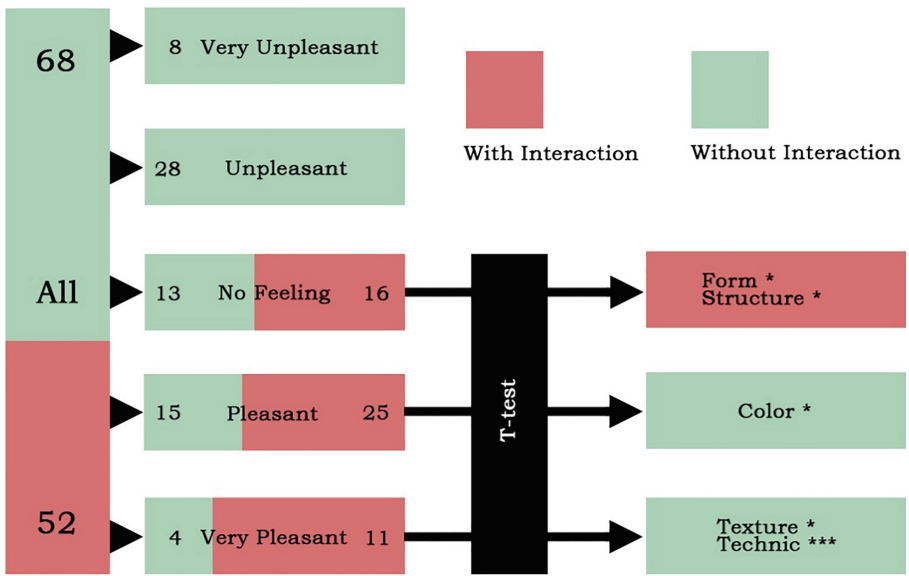 68
All
52
8 Very Unpleasant
28 Unpleasant
13 No Feeling 16
15 Pleasant 25
4 Very Pleasant 11
With Interaction
Without Interaction
T-test
Form *
Structure *
Color *
Texture *
Technic ***